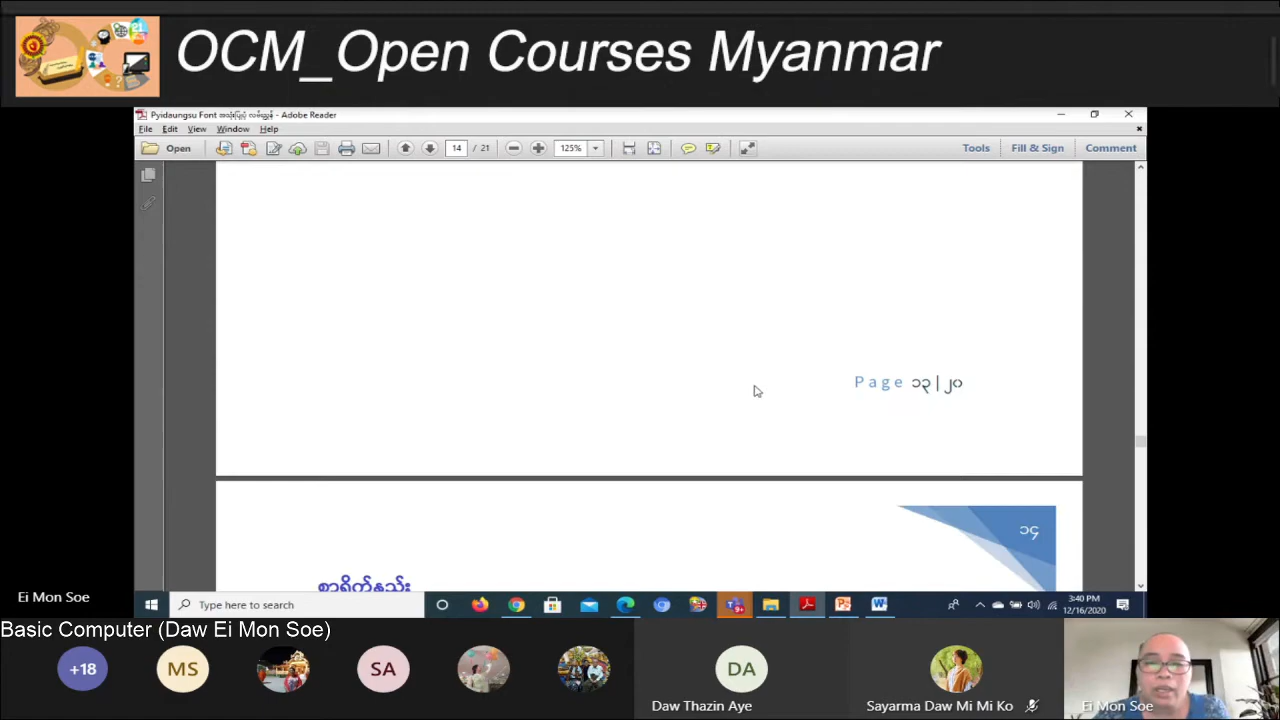 OCM_Open Courses Myanmar
Pyidaungsu Font အသုံးပြုပုံ လမ်းညွှန် - Adobe Reader
File Edit View Window Help
Open 14 / 21 125% Tools Fill & Sign Comment
Page ၁၃|၂၀
၁၄
စာရိုက်နည်း
Ei Mon Soe
Type here to search
3:40 PM
12/16/2020
Basic Computer (Daw Ei Mon Soe)
+18 MS SA DA
Daw Thazin Aye Sayarma Daw Mi Mi Ko Ei Mon Soe